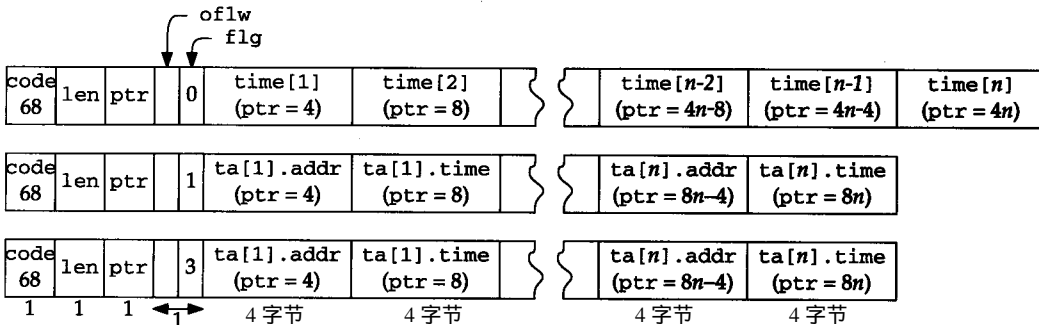 oflw
flg
code 68 len ptr 0 time[1] (ptr = 4) time[2] (ptr = 8) time[n-2] (ptr = 4n-8) time[n-1] (ptr = 4n-4) time[n] (ptr = 4n)
code 68 len ptr 1 ta[1].addr (ptr = 4) ta[1].time (ptr = 8) ta[n].addr (ptr = 8n–4) ta[n].time (ptr = 8n)
code 68 len ptr 3 ta[1].addr (ptr = 4) ta[1].time (ptr = 8) ta[n].addr (ptr = 8n–4) ta[n].time (ptr = 8n)
1 1 1 1 4 字节 4 字节 4 字节 4 字节